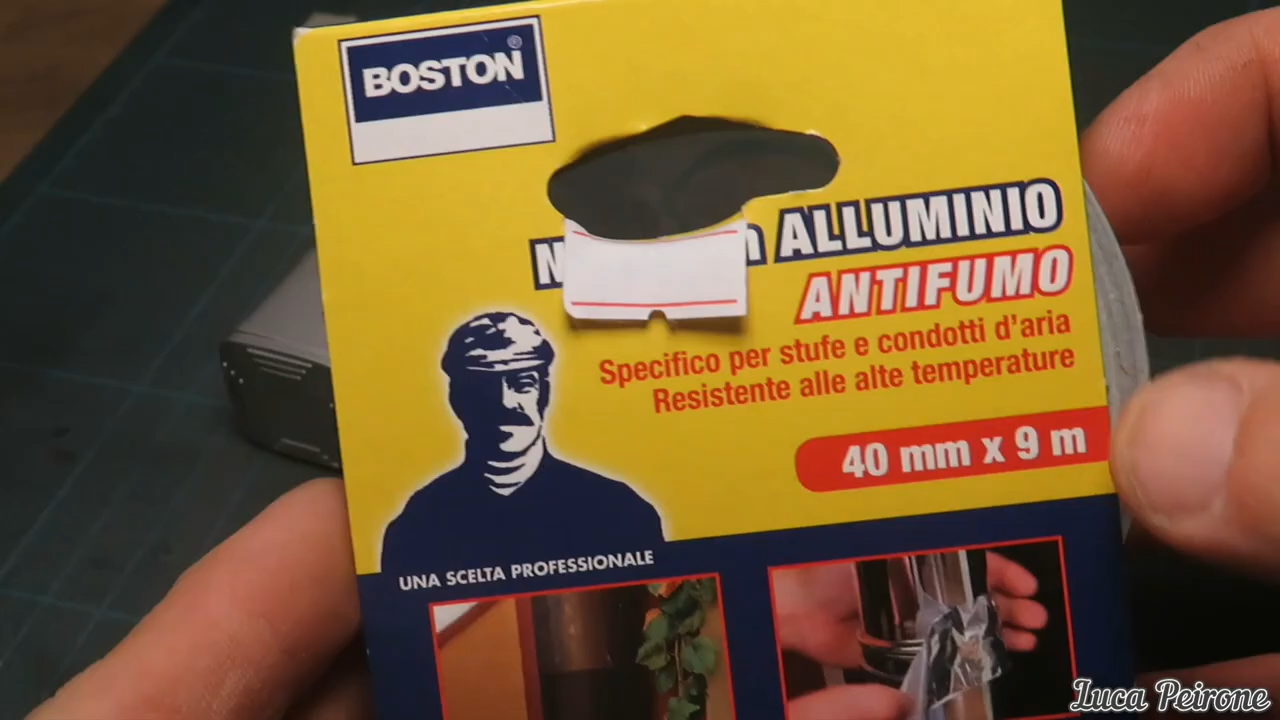 BOSTON®
ALLUMINIO
ANTIFUMO
Specifico per stufe e condotti d'aria
Resistente alle alte temperature
40 mm x 9 m
UNA SCELTA PROFESSIONALE
Luca Peirone